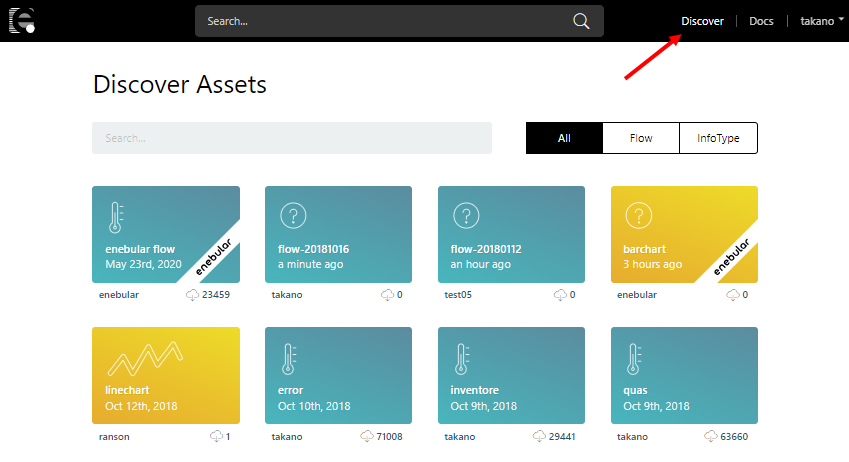 Search...
Discover
Docs
takano
Discover Assets
Search...
All
Flow
InfoType
enebular flow
May 23rd, 2020
enebular
enebular
23459
flow-20181016
a minute ago
takano
0
flow-20180112
an hour ago
test05
0
barchart
3 hours ago
enebular
enebular
0
linechart
Oct 12th, 2018
ranson
1
error
Oct 10th, 2018
takano
71008
inventore
Oct 9th, 2018
takano
29441
quas
Oct 9th, 2018
takano
63660